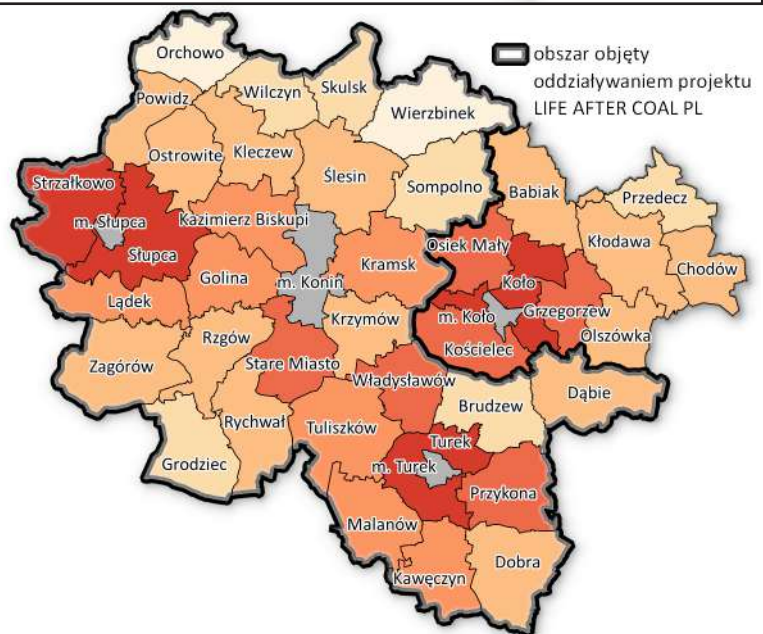 Orchowo
obszar objęty
oddziaływaniem projektu
LIFE AFTER COAL PL
Powidz
Wilczyn
Skulsk
Wierzbinek
Ostrowite
Kleczew
Ślesin
Sompolno
Babiak
Przedecz
Strzałkowo
m. Słupca
Słupca
Kazimierz Biskupi
Osiek Mały
Kłodawa
Chodów
Kramsk
Golina
m. Konin
Koło
Lądek
m. Koło
Grzegorzew
Krzymów
Kościelec
Olszówka
Rzgów
Zagórów
Stare Miasto
Władysławów
Dąbie
Brudzew
Rychwał
Tuliszków
Grodziec
Turek
m. Turek
Przykona
Malanów
Dobra
Kawęczyn